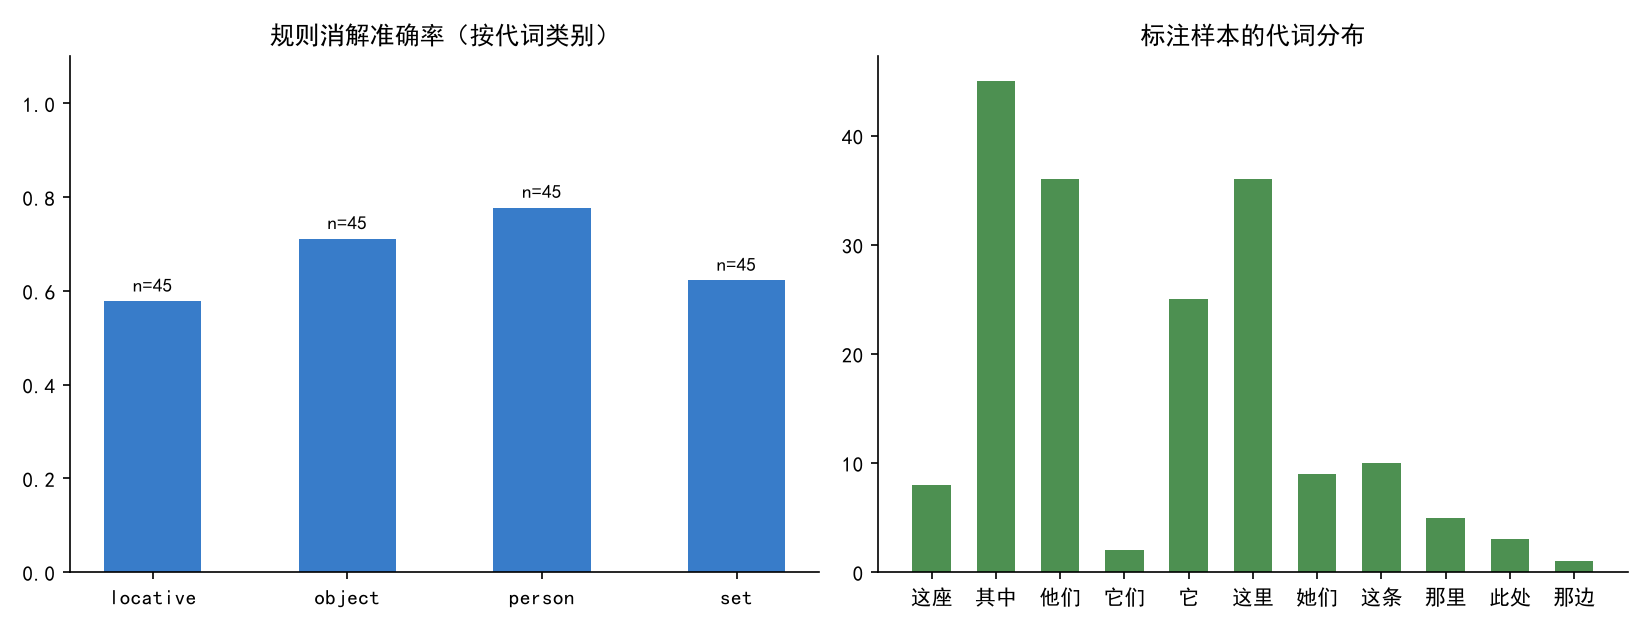 规则消解准确率（按代词类别）
1.0
0.8
0.6
0.4
0.2
0.0
n=45
n=45
n=45
n=45
locative
object
person
set
标注样本的代词分布
40
30
20
10
0
这座
其中
他们
它们
它
这里
她们
这条
那里
此处
那边